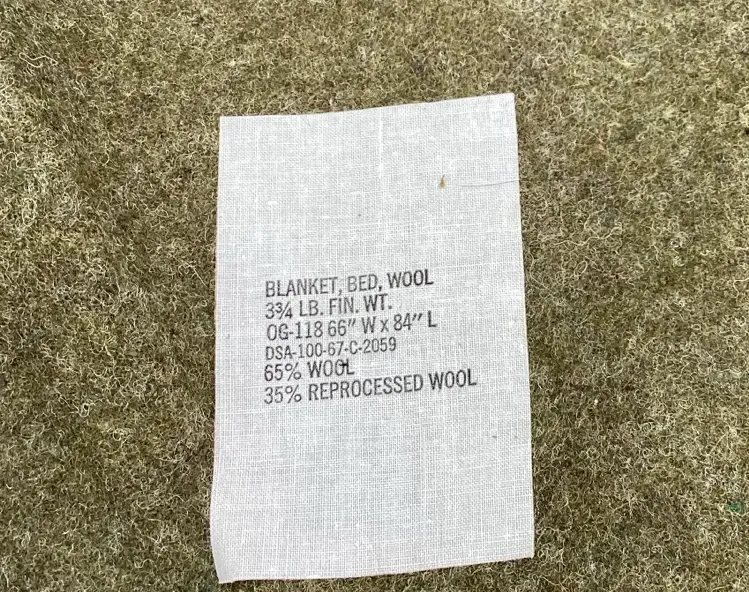 BLANKET, BED, WOOL
3¾ LB. FIN. WT.
OG-118 66" W x 84" L
DSA-100-67-C-2059
65% WOOL
35% REPROCESSED WOOL